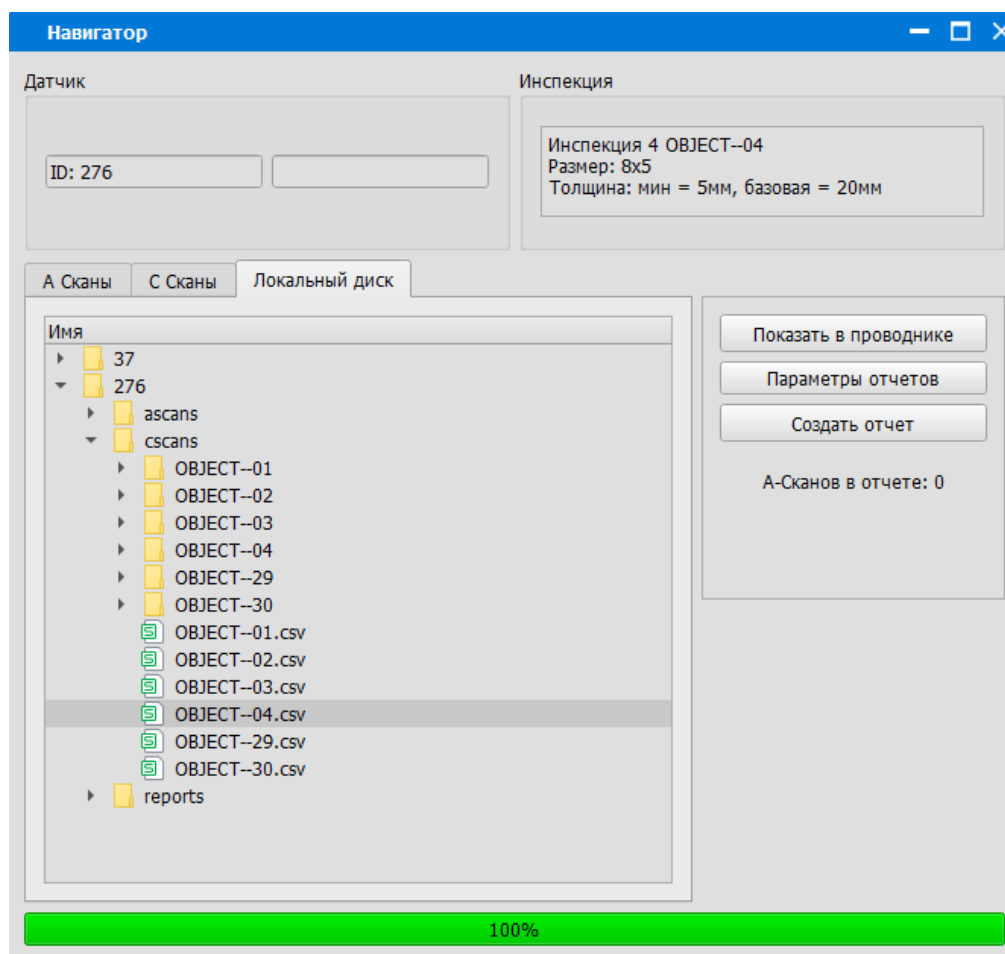 Навигатор
Датчик
Инспекция
ID: 276
Инспекция 4 OBJECT--04
Размер: 8x5
Толщина: мин = 5мм, базовая = 20мм
А Сканы
С Сканы
Локальный диск
Имя
37
276
ascans
cscans
OBJECT--01
OBJECT--02
OBJECT--03
OBJECT--04
OBJECT--29
OBJECT--30
OBJECT--01.csv
OBJECT--02.csv
OBJECT--03.csv
OBJECT--04.csv
OBJECT--29.csv
OBJECT--30.csv
reports
Показать в проводнике
Параметры отчетов
Создать отчет
А-Сканов в отчете: 0
100%